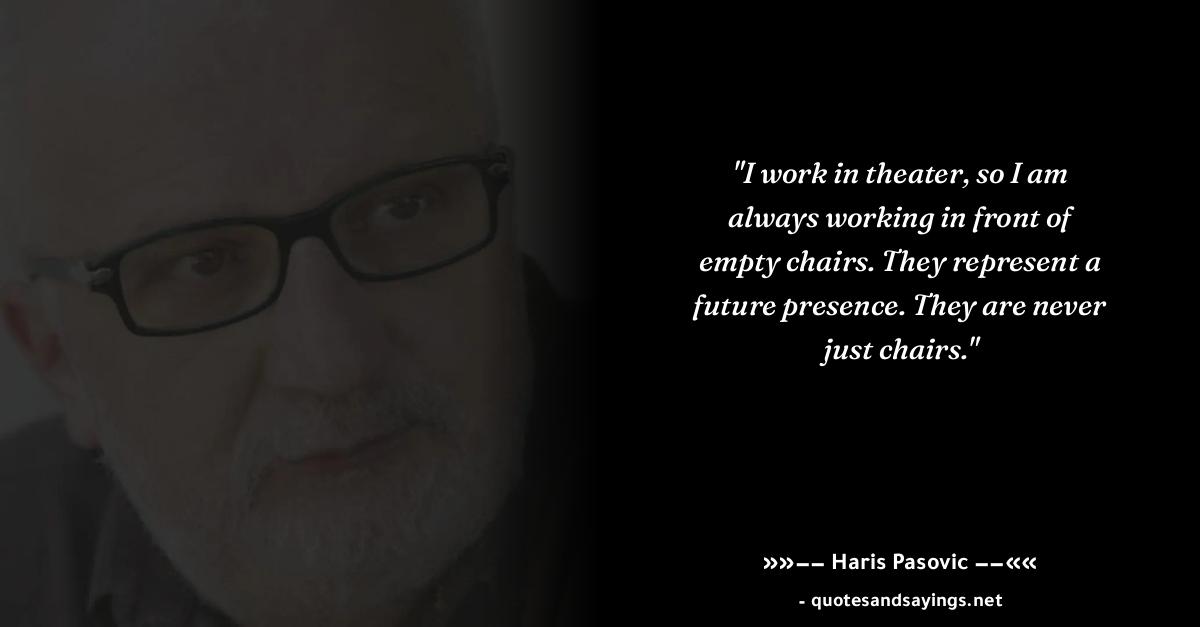 "I work in theater, so I am
always working in front of
empty chairs. They represent a
future presence. They are never
just chairs."
»»–– Haris Pasovic ––««
- quotesandsayings.net